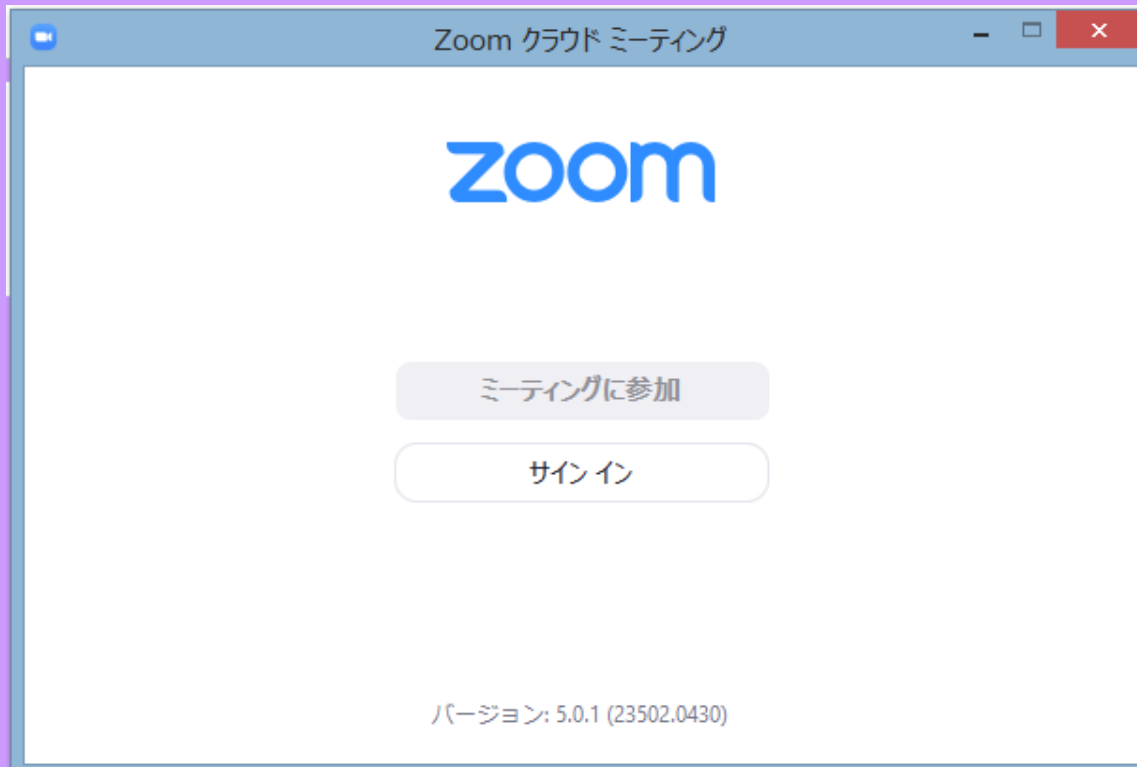 Zoom クラウド ミーティング
zoom
ミーティングに参加
サイン イン
バージョン: 5.0.1 (23502.0430)